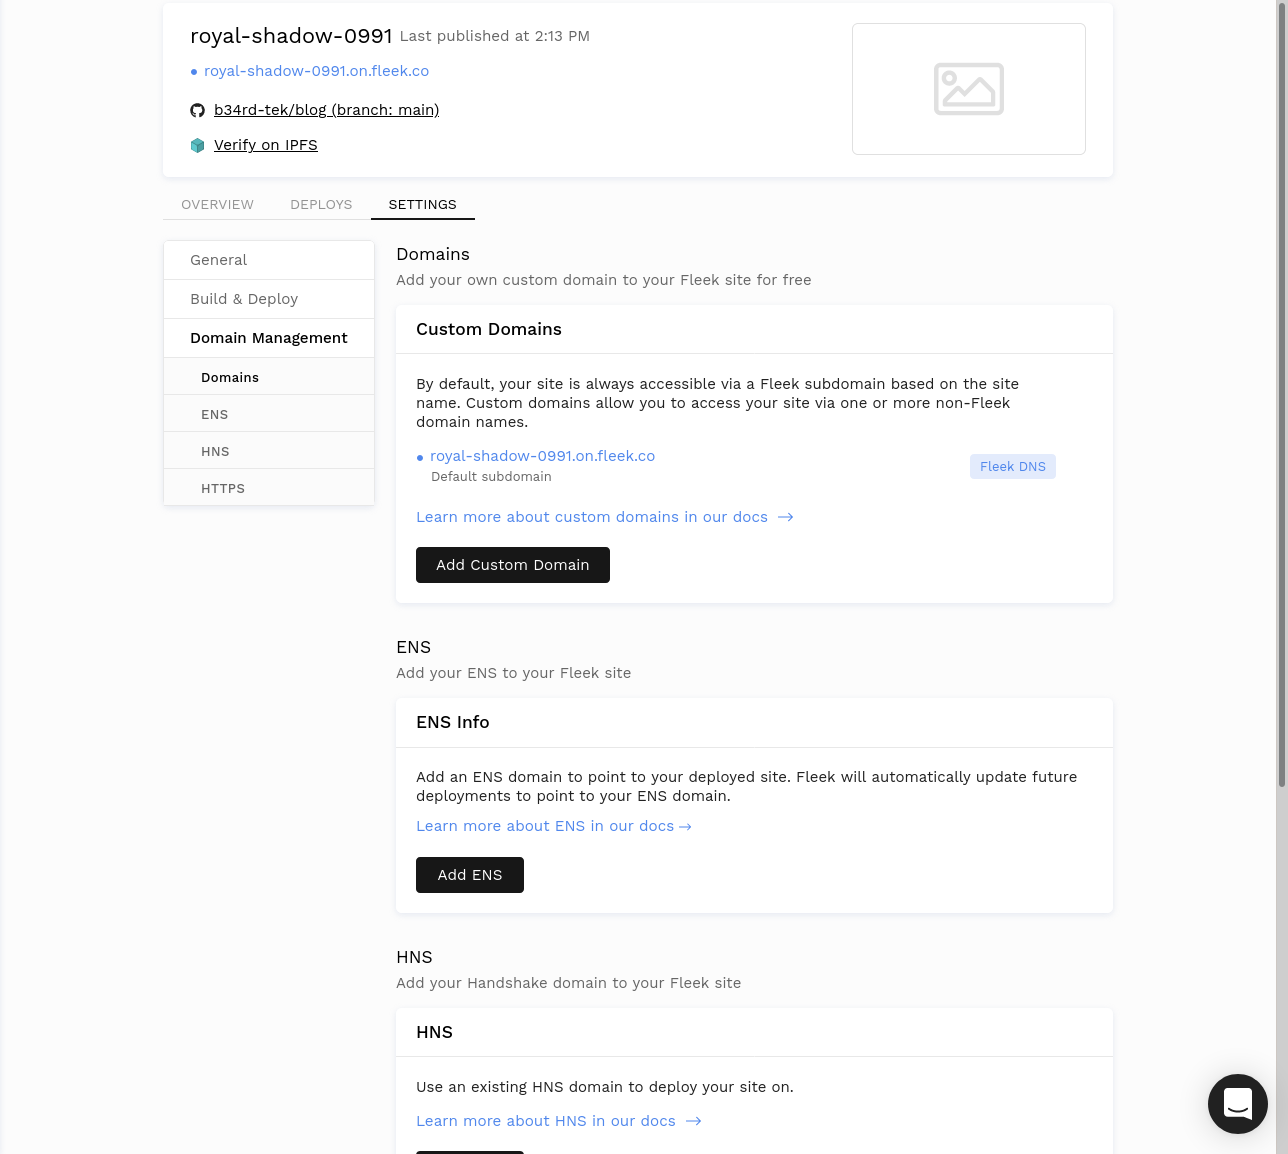 royal-shadow-0991 Last published at 2:13 PM
royal-shadow-0991.on.fleek.co
b34rd-tek/blog (branch: main)
Verify on IPFS
OVERVIEW DEPLOYS SETTINGS
General
Build & Deploy
Domain Management
Domains
ENS
HNS
HTTPS
Domains
Add your own custom domain to your Fleek site for free
Custom Domains
By default, your site is always accessible via a Fleek subdomain based on the site
name. Custom domains allow you to access your site via one or more non-Fleek
domain names.
royal-shadow-0991.on.fleek.co
Default subdomain
Fleek DNS
Learn more about custom domains in our docs →
Add Custom Domain
ENS
Add your ENS to your Fleek site
ENS Info
Add an ENS domain to point to your deployed site. Fleek will automatically update future
deployments to point to your ENS domain.
Learn more about ENS in our docs →
Add ENS
HNS
Add your Handshake domain to your Fleek site
HNS
Use an existing HNS domain to deploy your site on.
Learn more about HNS in our docs →